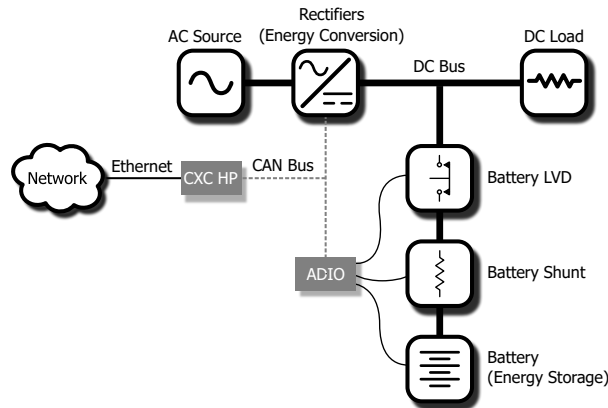 Rectifiers
(Energy Conversion)
AC Source
DC Load
DC Bus
Ethernet
CAN Bus
Network
CXC HP
Battery LVD
ADIO
Battery Shunt
Battery
(Energy Storage)